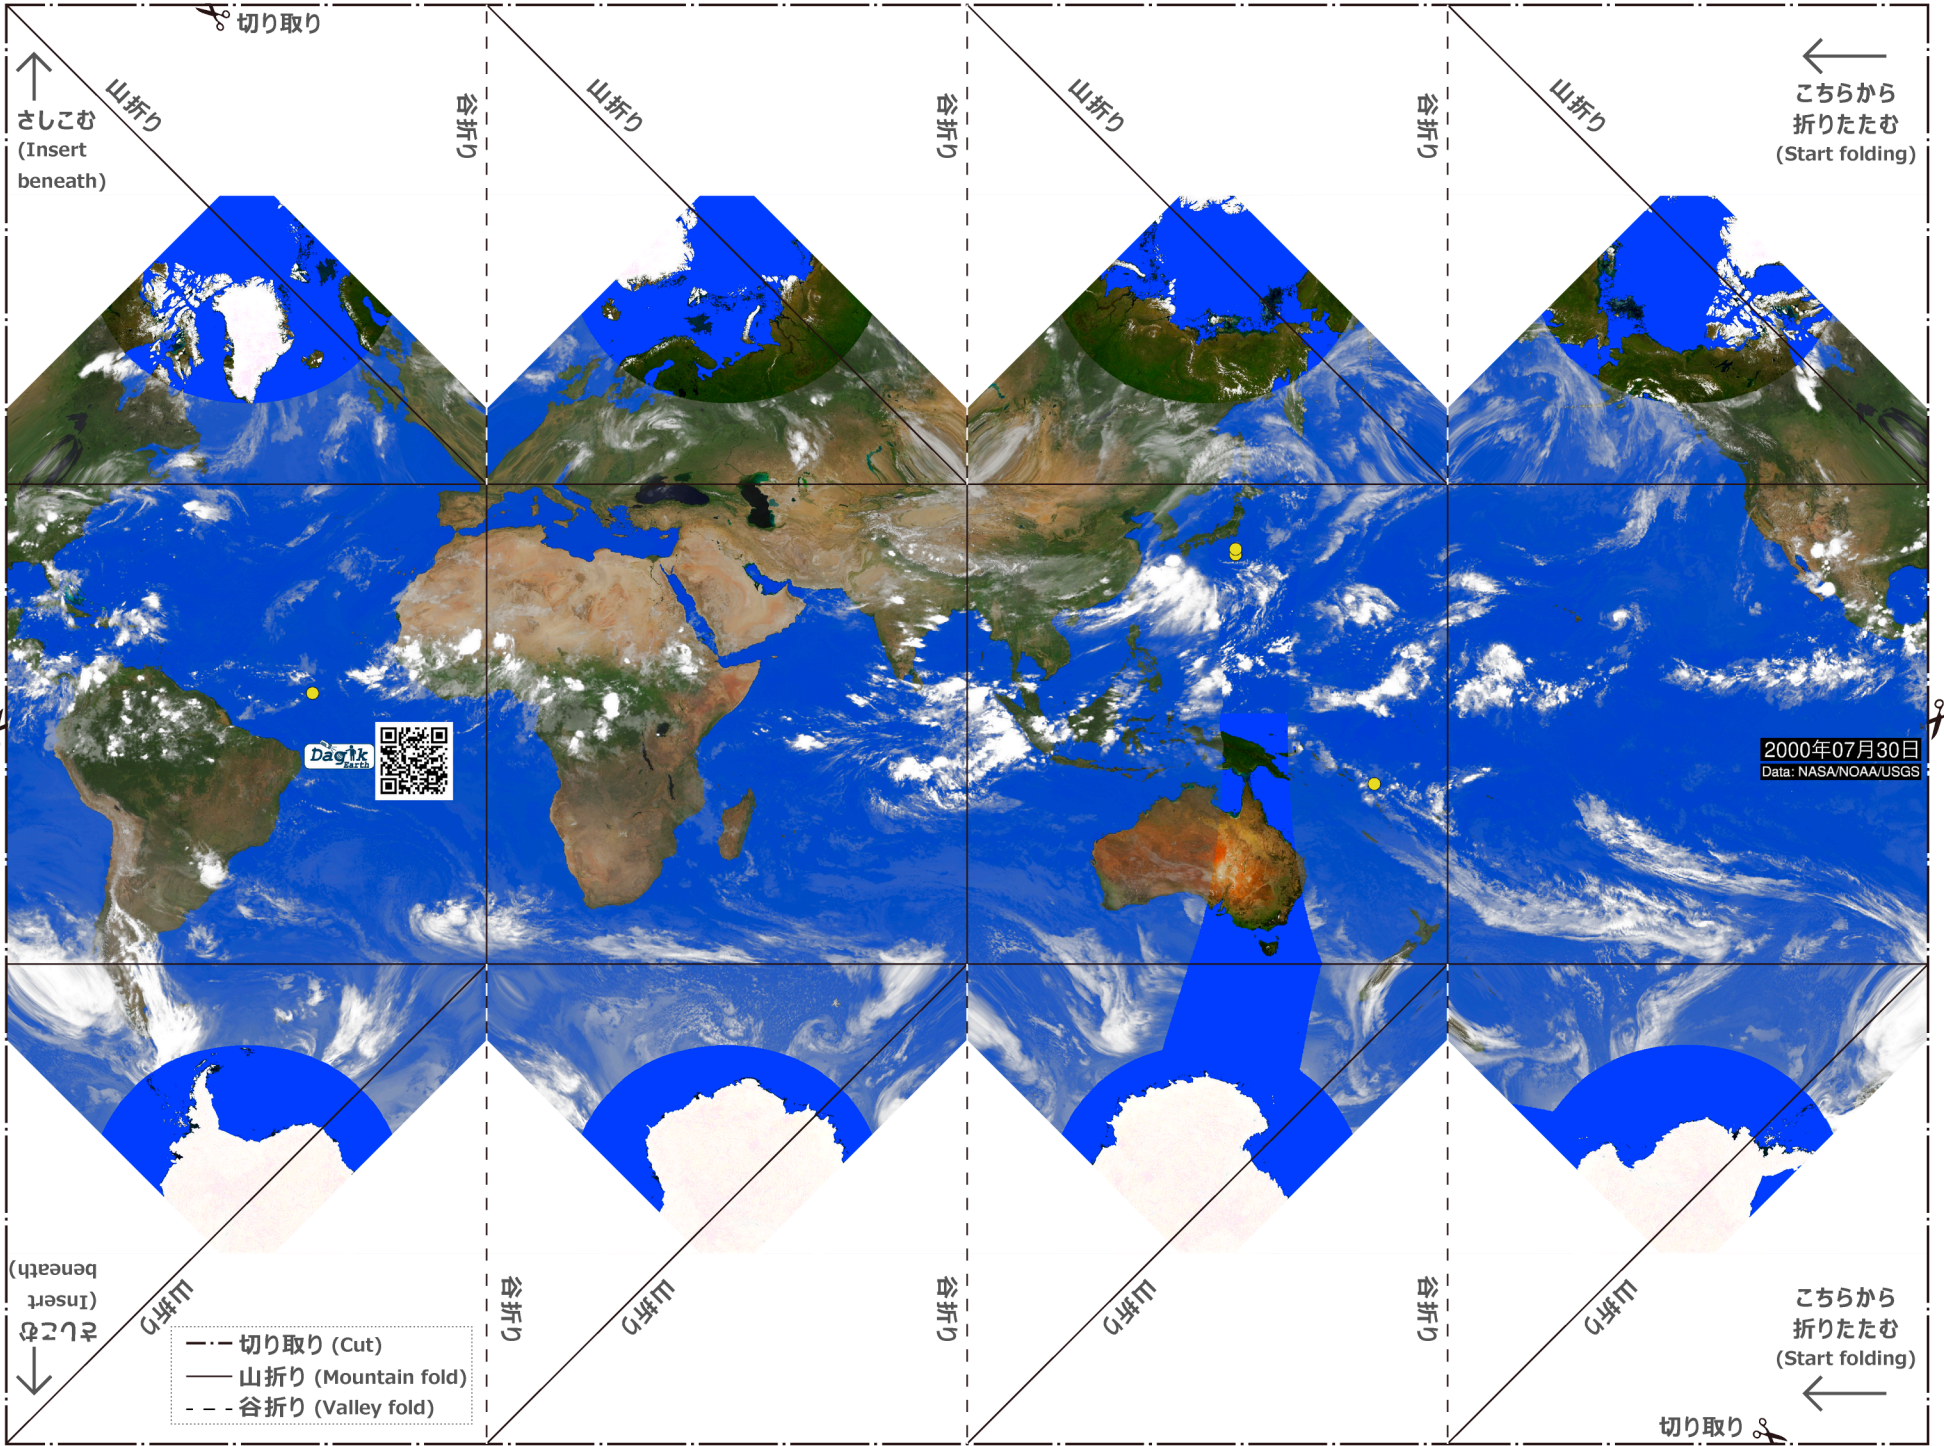 切り取り
さしこむ
(Insert
beneath)
山折り
谷折り
山折り
谷折り
山折り
谷折り
山折り
こちらから
折りたたむ
(Start folding)
Dagik
Earth
2000年07月30日
Data: NASA/NOAA/USGS
さしこむ
(Insert
beneath)
山折り
谷折り
山折り
谷折り
山折り
谷折り
山折り
こちらから
折りたたむ
(Start folding)
切り取り (Cut)
山折り (Mountain fold)
谷折り (Valley fold)
切り取り